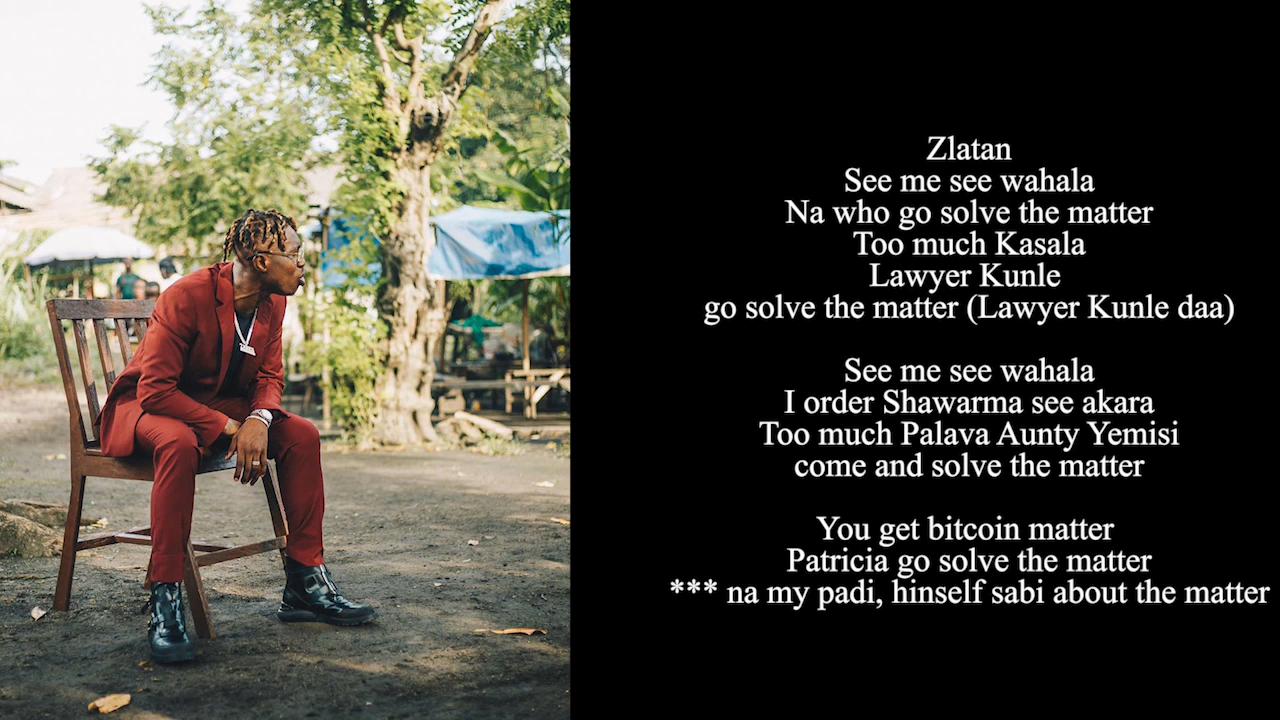 Zlatan
See me see wahala
Na who go solve the matter
Too much Kasala
Lawyer Kunle
go solve the matter (Lawyer Kunle daa)
See me see wahala
I order Shawarma see akara
Too much Palava Aunty Yemisi
come and solve the matter
You get bitcoin matter
Patricia go solve the matter
*** na my padi, hinself sabi about the matter